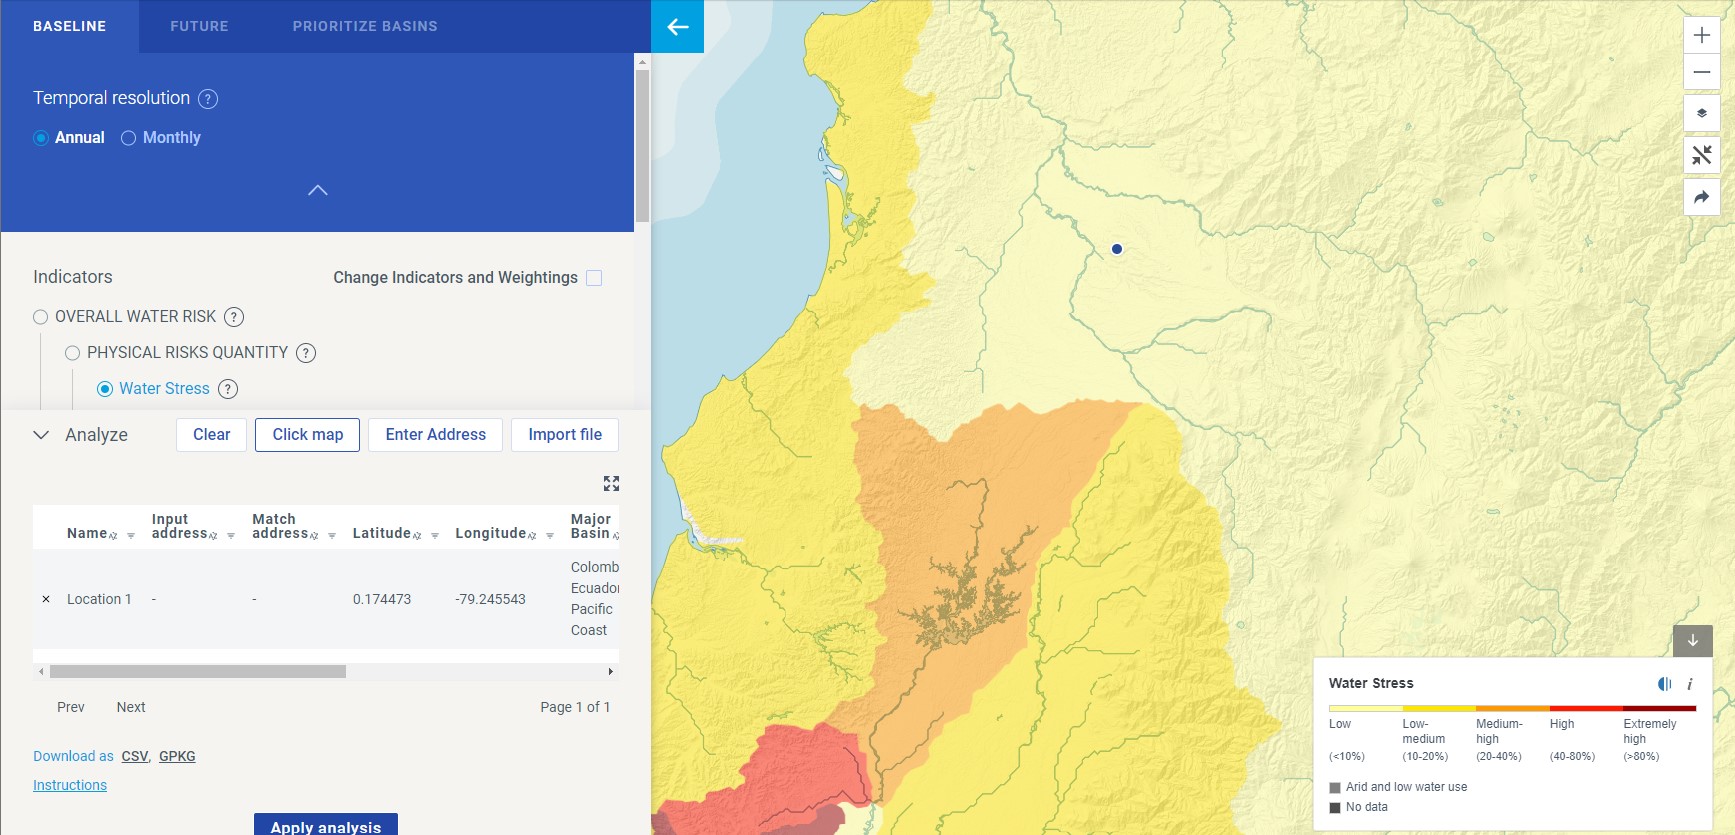 BASELINE FUTURE PRIORITIZE BASINS
Temporal resolution ?
Annual Monthly
Indicators Change Indicators and Weightings
OVERALL WATER RISK ?
PHYSICAL RISKS QUANTITY ?
Water Stress ?
Analyze Clear Click map Enter Address Import file
Name Input address Match address Latitude Longitude Major Basin
Location 1 - - 0.174473 -79.245543
Colomb
Ecuador
Pacific
Coast
Prev Next Page 1 of 1
Download as CSV, GPKG
Instructions
Apply analysis
Water Stress i
Low Low-medium Medium-high High Extremely high
(<10%) (10-20%) (20-40%) (40-80%) (>80%)
Arid and low water use
No data